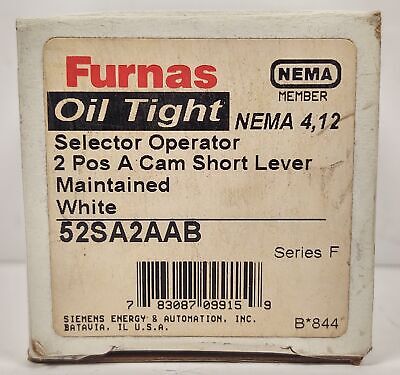 Furnas
NEMA
MEMBER
Oil Tight
NEMA 4,12
Selector Operator
2 Pos A Cam Short Lever
Maintained
White
52SA2AAB
Series F
7 83087 09915 9
SIEMENS ENERGY & AUTOMATION, INC.
BATAVIA, IL U.S.A.
B*844